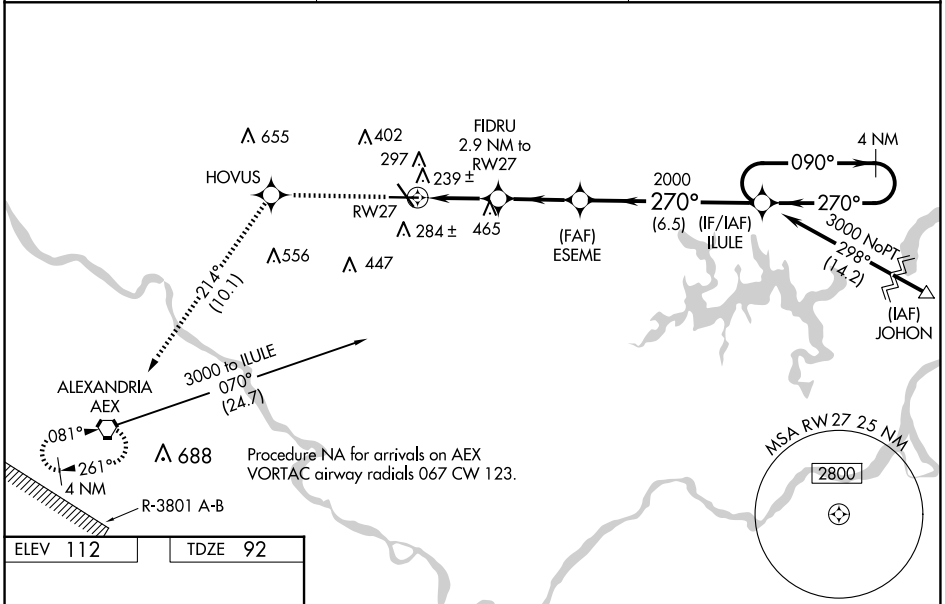 655
402
297
239 ±
FIDRU
2.9 NM to
RW27
4 NM
090°
HOVUS
RW27
2000
270°
(6.5)
270°
(IF/IAF)
ILULE
284 ±
465
(FAF)
ESEME
3000 NoPT
298°
(14.2)
(IAF)
JOHON
556
447
214°
(10.1)
3000 to ILULE
070°
(24.7)
ALEXANDRIA
AEX
081°
261°
4 NM
688
Procedure NA for arrivals on AEX
VORTAC airway radials 067 CW 123.
R-3801 A-B
MSA RW27 25 NM
2800
ELEV 112
TDZE 92